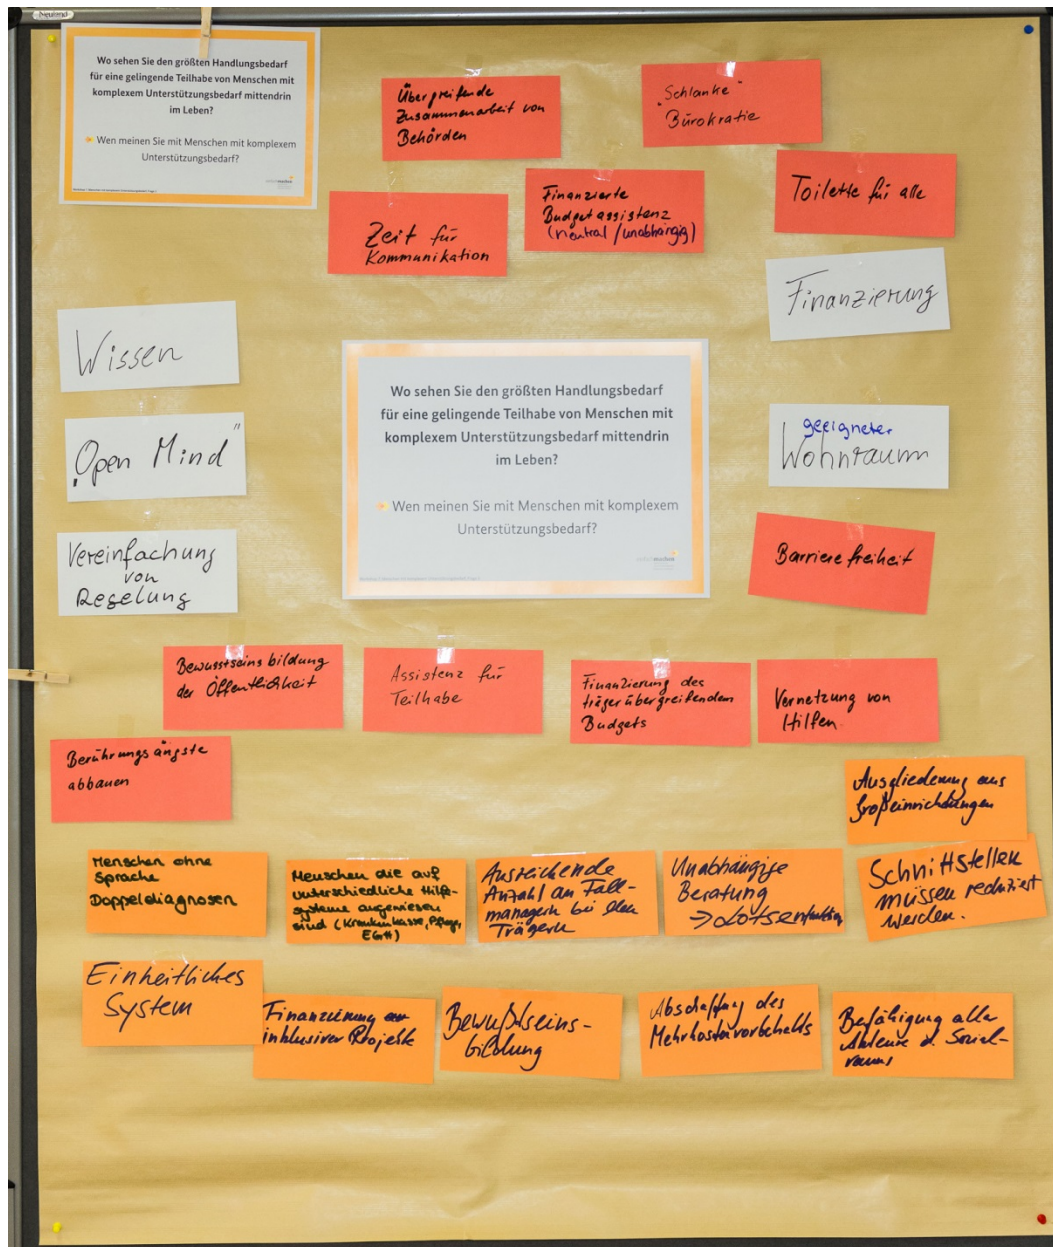 Neuland
Wo sehen Sie den größten Handlungsbedarf
für eine gelingende Teilhabe von Menschen mit
komplexem Unterstützungsbedarf mittendrin
im Leben?
Wen meinen Sie mit Menschen mit komplexem
Unterstützungsbedarf?
Übergreifende
Zusammenarbeit von
Behörden
„Schlanke"
Bürokratie
Zeit für
Kommunikation
Finanzierte
Budgetassistenz
(neutral/unabhängig)
Toilette für alle
Finanzierung
Wissen
„Open Mind"
Vereinfachung
von
Regelung
Wo sehen Sie den größten Handlungsbedarf
für eine gelingende Teilhabe von Menschen mit
komplexem Unterstützungsbedarf mittendrin
im Leben?
Wen meinen Sie mit Menschen mit komplexem
Unterstützungsbedarf?
geeigneter
Wohnraum
Barrierefreiheit
Bewusstseinsbildung
der Öffentlichkeit
Assistenz für
Teilhabe
Finanzierung des
trägerübergreifenden
Budgets
Vernetzung von
Hilfen.
Berührungsängste
abbauen
Ausgliederung aus
Großeinrichtungen
Menschen ohne
Sprache
Doppeldiagnosen
Menschen die auf
unterschiedliche Hilfe-
systeme angewiesen
sind (Krankenkasse, Pflege,
EGH)
Ausreichende
Anzahl an Fall-
managern bei den
Trägern
Unabhängige
Beratung
→ Lotsenfunktion
Schnittstellen
müssen reduziert
werden.
Einheitliches
System
Finanzierung
inklusiver Projekte
Bewußtseins-
bildung
Abschaffung des
Mehrkostenvorbehalts
Befähigung aller
Akteure d. Sozial-
raums